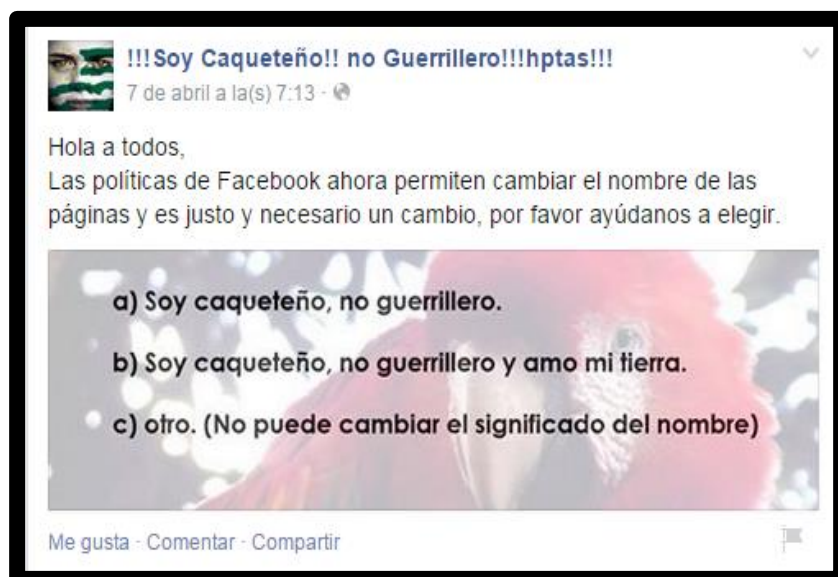 !!!Soy Caqueteño!! no Guerrillero!!!hptas!!!
7 de abril a la(s) 7:13 ·
Hola a todos,
Las políticas de Facebook ahora permiten cambiar el nombre de las
páginas y es justo y necesario un cambio, por favor ayúdanos a elegir.
a) Soy caqueteño, no guerrillero.
b) Soy caqueteño, no guerrillero y amo mi tierra.
c) otro. (No puede cambiar el significado del nombre)
Me gusta · Comentar · Compartir